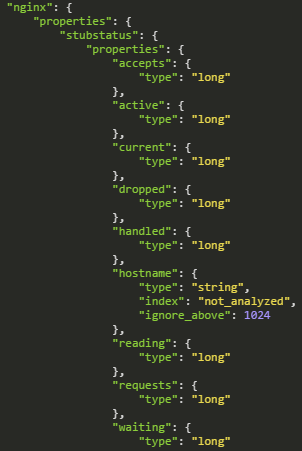 "nginx": {
"properties": {
"stubstatus": {
"properties": {
"accepts": {
"type": "long"
},
"active": {
"type": "long"
},
"current": {
"type": "long"
},
"dropped": {
"type": "long"
},
"handled": {
"type": "long"
},
"hostname": {
"type": "string",
"index": "not_analyzed",
"ignore_above": 1024
},
"reading": {
"type": "long"
},
"requests": {
"type": "long"
},
"waiting": {
"type": "long"